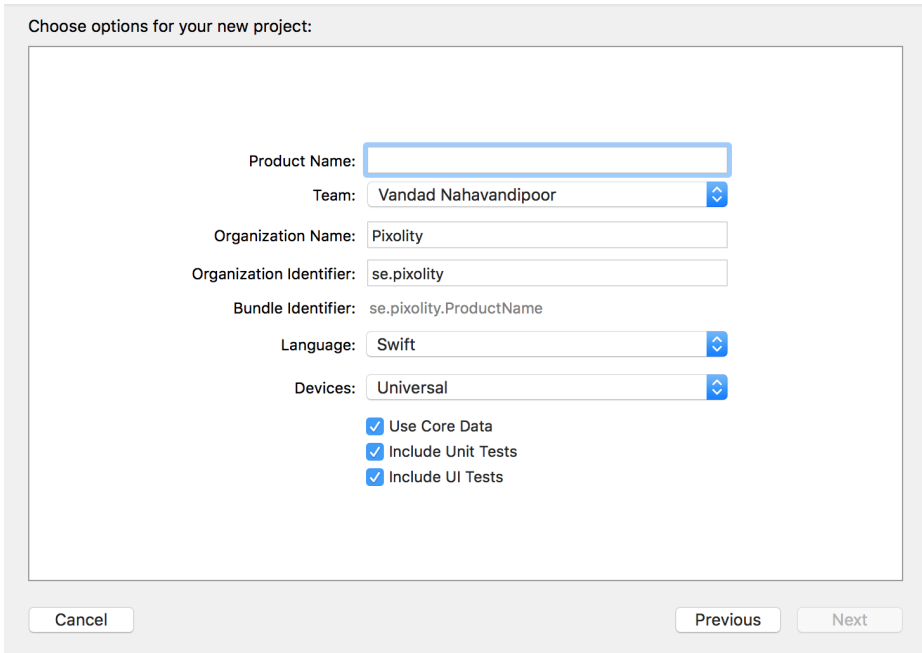 Choose options for your new project:
Product Name:
Team: Vandad Nahavandipoor
Organization Name: Pixolity
Organization Identifier: se.pixolity
Bundle Identifier: se.pixolity.ProductName
Language: Swift
Devices: Universal
Use Core Data
Include Unit Tests
Include UI Tests
Cancel Previous Next